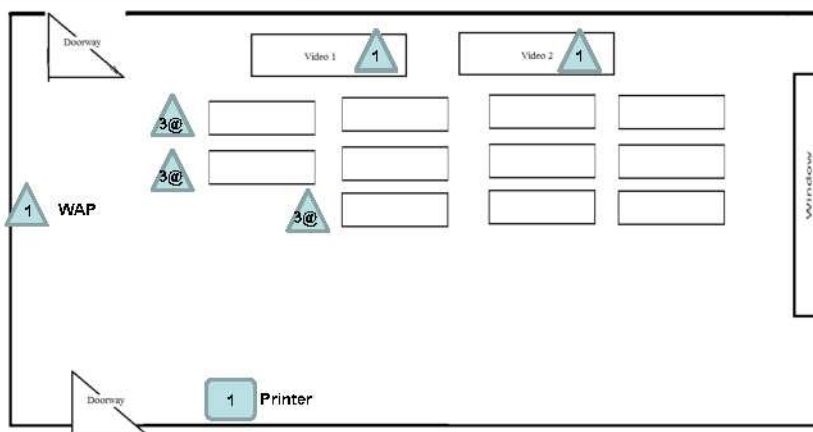 Doorway
Video 1
1
Video 2
1
3@
3@
1 WAP
3@
Window
Doorway
1 Printer